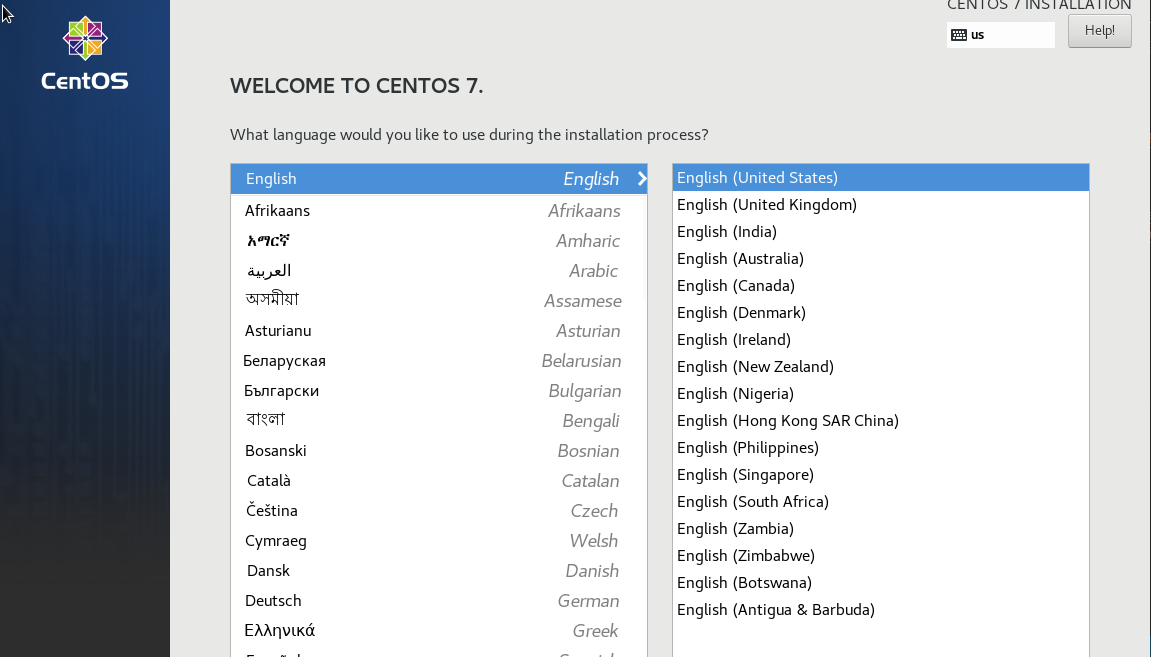 CentOS
CENTOS 7 INSTALLATION
us
Help!
WELCOME TO CENTOS 7.
What language would you like to use during the installation process?
English English
Afrikaans Afrikaans
አማርኛ Amharic
العربية Arabic
অসমীয়া Assamese
Asturianu Asturian
Беларуская Belarusian
Български Bulgarian
বাংলা Bengali
Bosanski Bosnian
Català Catalan
Čeština Czech
Cymraeg Welsh
Dansk Danish
Deutsch German
Ελληνικά Greek
English (United States)
English (United Kingdom)
English (India)
English (Australia)
English (Canada)
English (Denmark)
English (Ireland)
English (New Zealand)
English (Nigeria)
English (Hong Kong SAR China)
English (Philippines)
English (Singapore)
English (South Africa)
English (Zambia)
English (Zimbabwe)
English (Botswana)
English (Antigua & Barbuda)